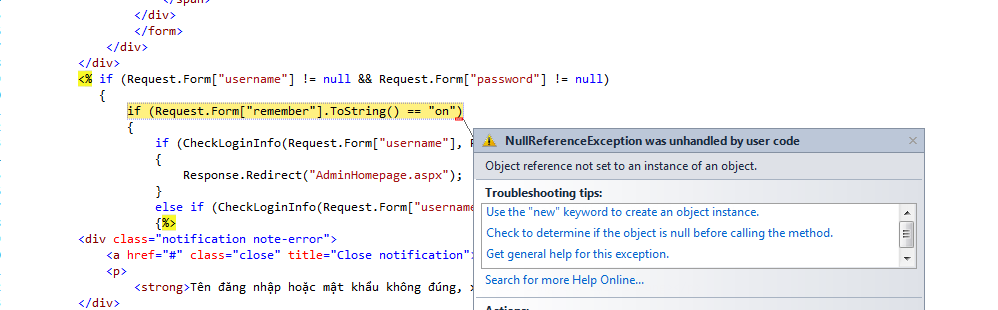 </span>
</div>
</form>
</div>
</div>
<% if (Request.Form["username"] != null && Request.Form["password"] != null)
{
if (Request.Form["remember"].ToString() == "on")
{
if (CheckLoginInfo(Request.Form["username"],
{
Response.Redirect("AdminHomepage.aspx");
}
else if (CheckLoginInfo(Request.Form["username
{%>
<div class="notification note-error">
<a href="#" class="close" title="Close notification">
<p>
<strong>Tên đăng nhập hoặc mật khẩu không đúng,
</div>
NullReferenceException was unhandled by user code
Object reference not set to an instance of an object.
Troubleshooting tips:
Use the "new" keyword to create an object instance.
Check to determine if the object is null before calling the method.
Get general help for this exception.
Search for more Help Online...
Actions: